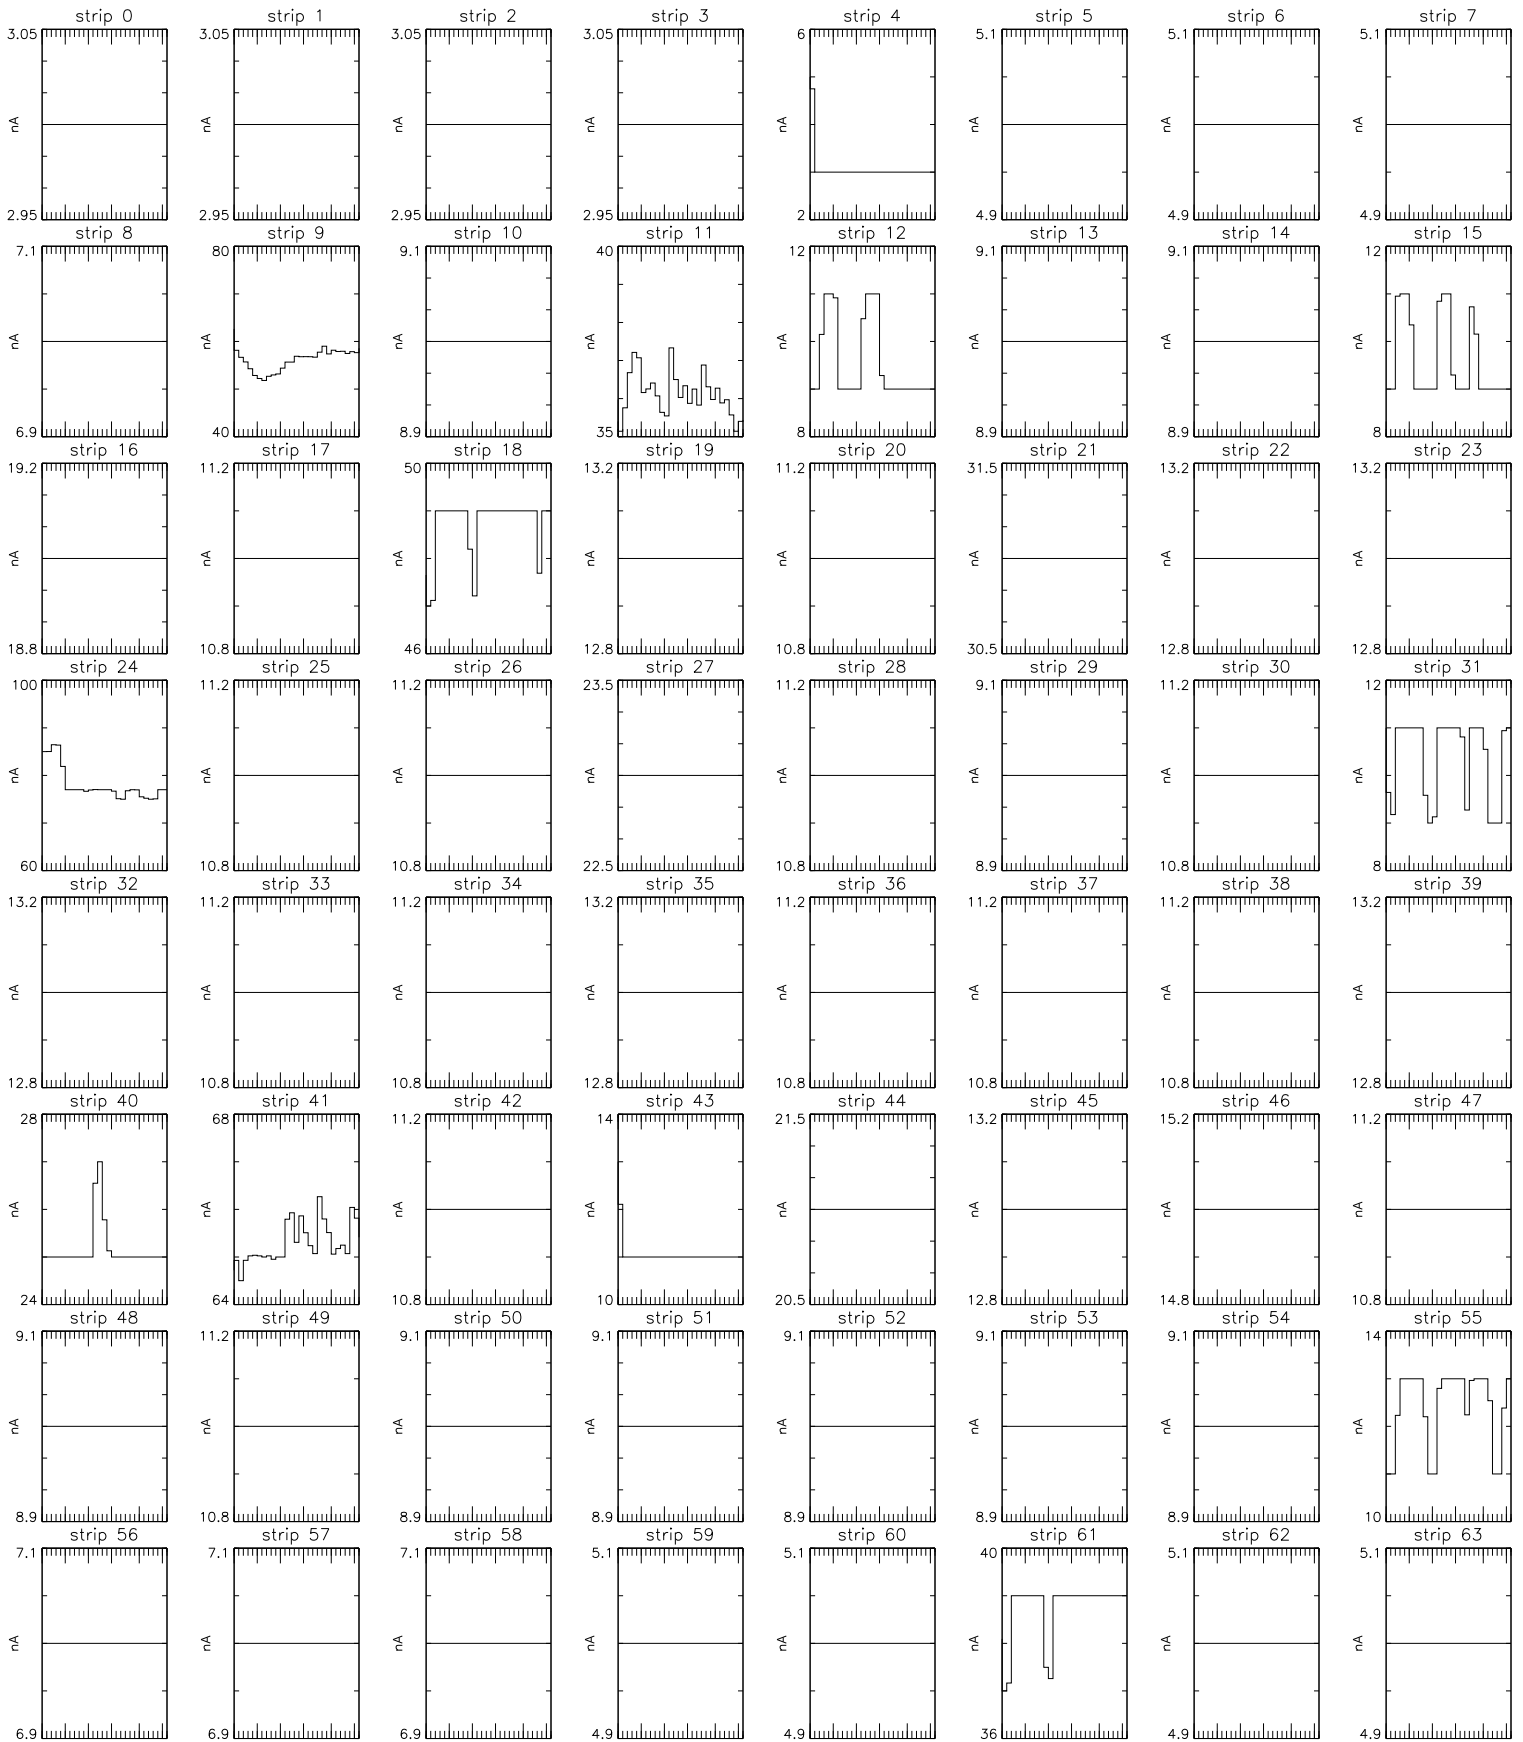 strip 0 strip 1 strip 2 strip 3 strip 4 strip 5 strip 6 strip 7
3.05 3.05 3.05 3.05 6 5.1 5.1 5.1
nA nA nA nA nA nA nA nA
2.95 2.95 2.95 2.95 2 4.9 4.9 4.9
strip 8 strip 9 strip 10 strip 11 strip 12 strip 13 strip 14 strip 15
7.1 80 9.1 40 12 9.1 9.1 12
nA nA nA nA nA nA nA nA
6.9 40 8.9 35 8 8.9 8.9 8
strip 16 strip 17 strip 18 strip 19 strip 20 strip 21 strip 22 strip 23
19.2 11.2 50 13.2 11.2 31.5 13.2 13.2
nA nA nA nA nA nA nA nA
18.8 10.8 46 12.8 10.8 30.5 12.8 12.8
strip 24 strip 25 strip 26 strip 27 strip 28 strip 29 strip 30 strip 31
100 11.2 11.2 23.5 11.2 9.1 11.2 12
nA nA nA nA nA nA nA nA
60 10.8 10.8 22.5 10.8 8.9 10.8 8
strip 32 strip 33 strip 34 strip 35 strip 36 strip 37 strip 38 strip 39
13.2 11.2 11.2 13.2 11.2 11.2 11.2 13.2
nA nA nA nA nA nA nA nA
12.8 10.8 10.8 12.8 10.8 10.8 10.8 12.8
strip 40 strip 41 strip 42 strip 43 strip 44 strip 45 strip 46 strip 47
28 68 11.2 14 21.5 13.2 15.2 11.2
nA nA nA nA nA nA nA nA
24 64 10.8 10 20.5 12.8 14.8 10.8
strip 48 strip 49 strip 50 strip 51 strip 52 strip 53 strip 54 strip 55
9.1 11.2 9.1 9.1 9.1 9.1 9.1 14
nA nA nA nA nA nA nA nA
8.9 10.8 8.9 8.9 8.9 8.9 8.9 10
strip 56 strip 57 strip 58 strip 59 strip 60 strip 61 strip 62 strip 63
7.1 7.1 7.1 5.1 5.1 40 5.1 5.1
nA nA nA nA nA nA nA nA
6.9 6.9 6.9 4.9 4.9 36 4.9 4.9